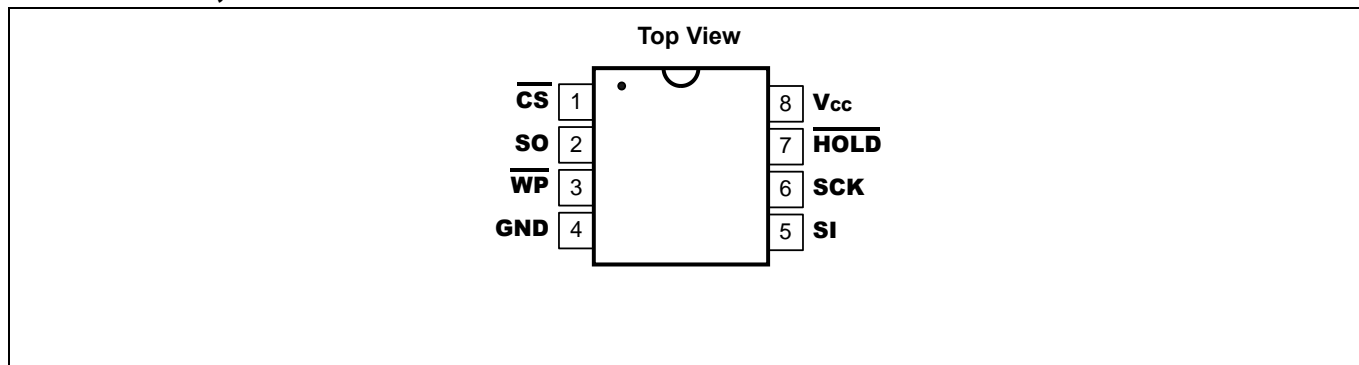 Top View
CS 1
SO 2
WP 3
GND 4
8 Vcc
7 HOLD
6 SCK
5 SI